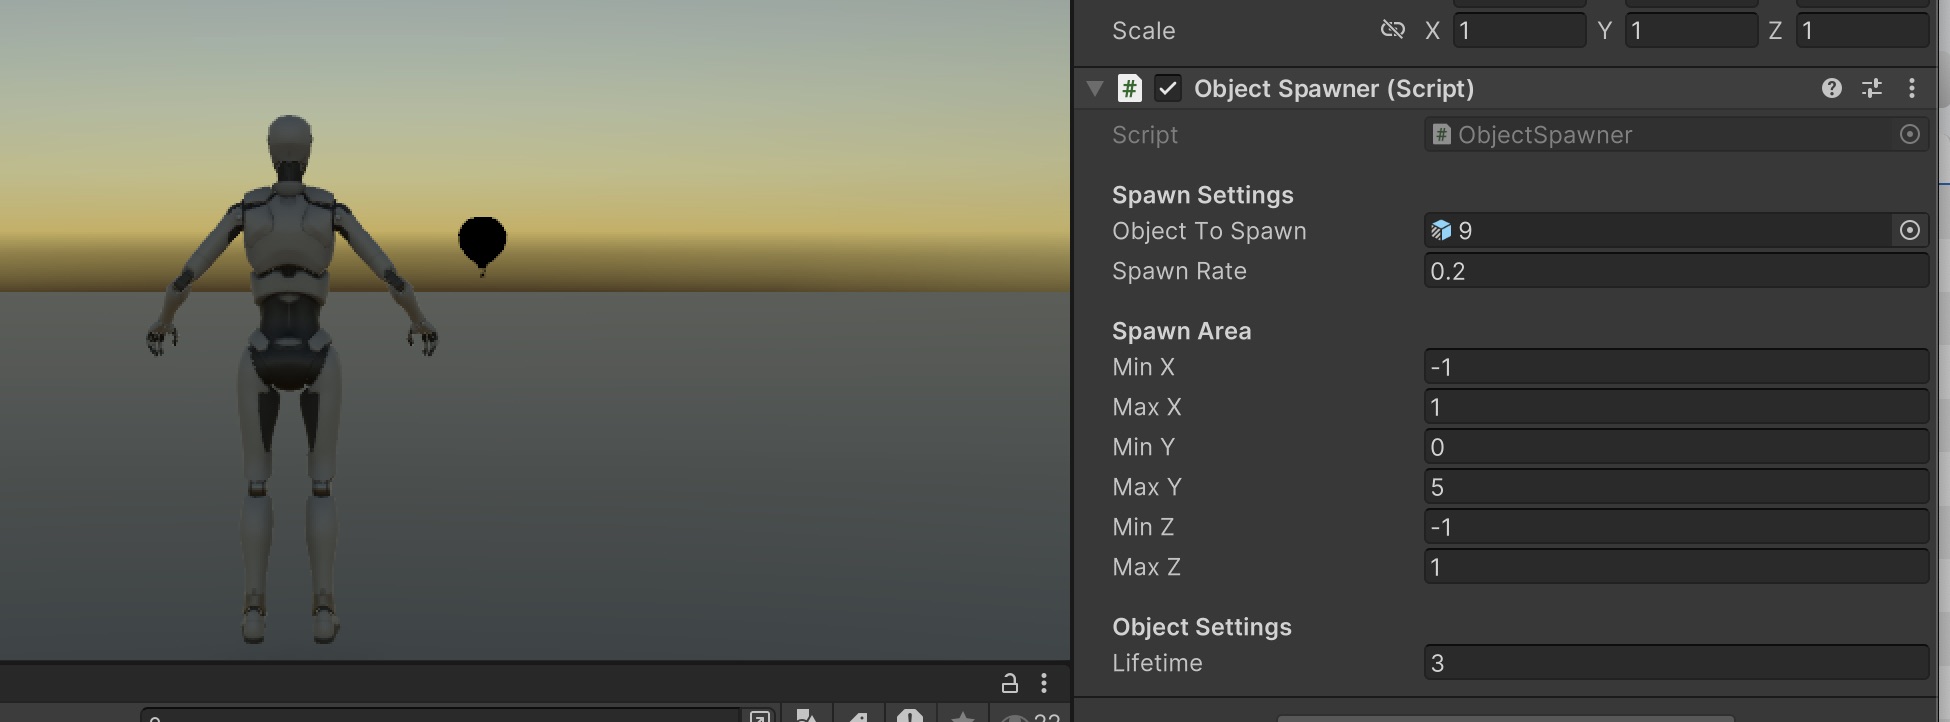 Scale X 1 Y 1 Z 1
# Object Spawner (Script)
Script # ObjectSpawner
Spawn Settings
Object To Spawn 9
Spawn Rate 0.2
Spawn Area
Min X -1
Max X 1
Min Y 0
Max Y 5
Min Z -1
Max Z 1
Object Settings
Lifetime 3